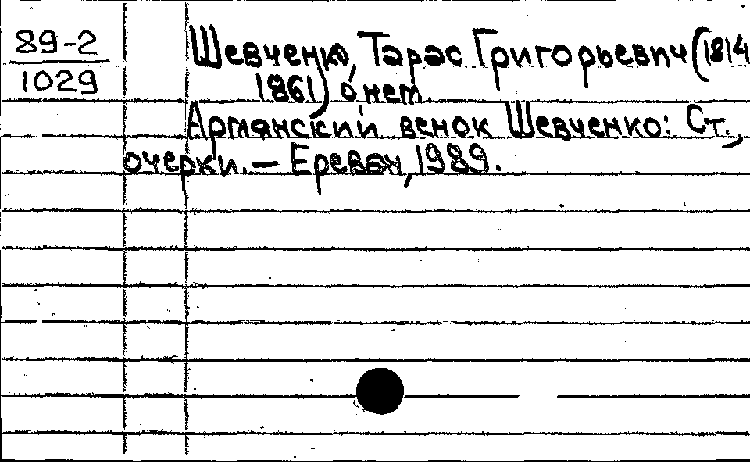 89-2
1029
Шевченко, Тарас Григорьевич (1814
1861) о нем.
Армянский венок Шевченко: Ст.,
очерки. — Ереван, 1989.